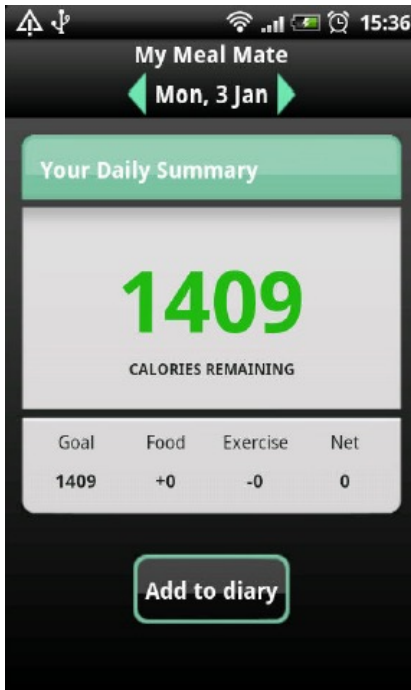 15:36
My Meal Mate
Mon, 3 Jan
Your Daily Summary
1409
CALORIES REMAINING
Goal Food Exercise Net
1409 +0 -0 0
Add to diary